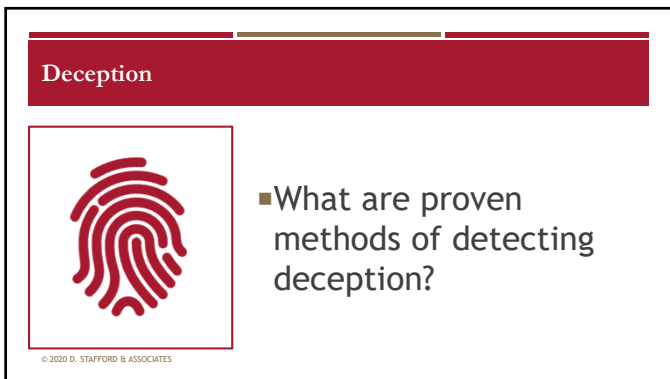 Deception
▪What are proven
methods of detecting
deception?
© 2020 D. STAFFORD & ASSOCIATES